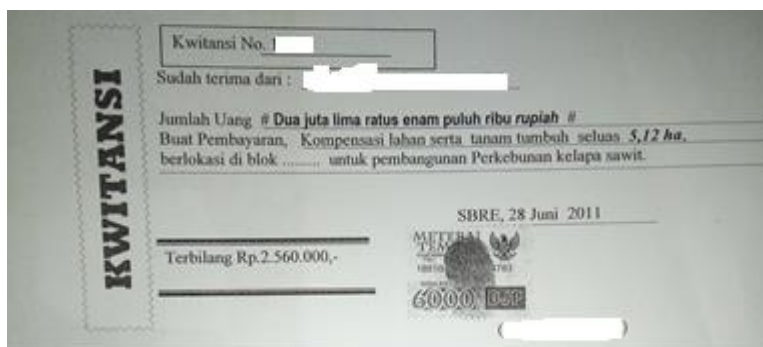 KWITANSI
Kwitansi No.
Sudah terima dari :
Jumlah Uang # Dua juta lima ratus enam puluh ribu rupiah #
Buat Pembayaran, Kompensasi lahan serta tanam tumbuh seluas 5,12 ha,
berlokasi di blok ......... untuk pembangunan Perkebunan kelapa sawit.
SBRE, 28 Juni 2011
Terbilang Rp.2.560.000,-
METERAI
TEMPEL
6000 DJP
( )